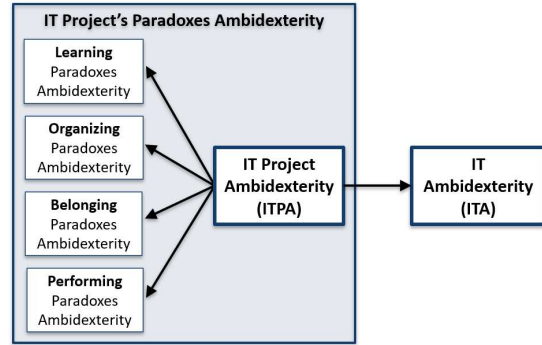 IT Project's Paradoxes Ambidexterity
Learning
Paradoxes
Ambidexterity
Organizing
Paradoxes
Ambidexterity
Belonging
Paradoxes
Ambidexterity
Performing
Paradoxes
Ambidexterity
IT Project
Ambidexterity
(ITPA)
IT
Ambidexterity
(ITA)